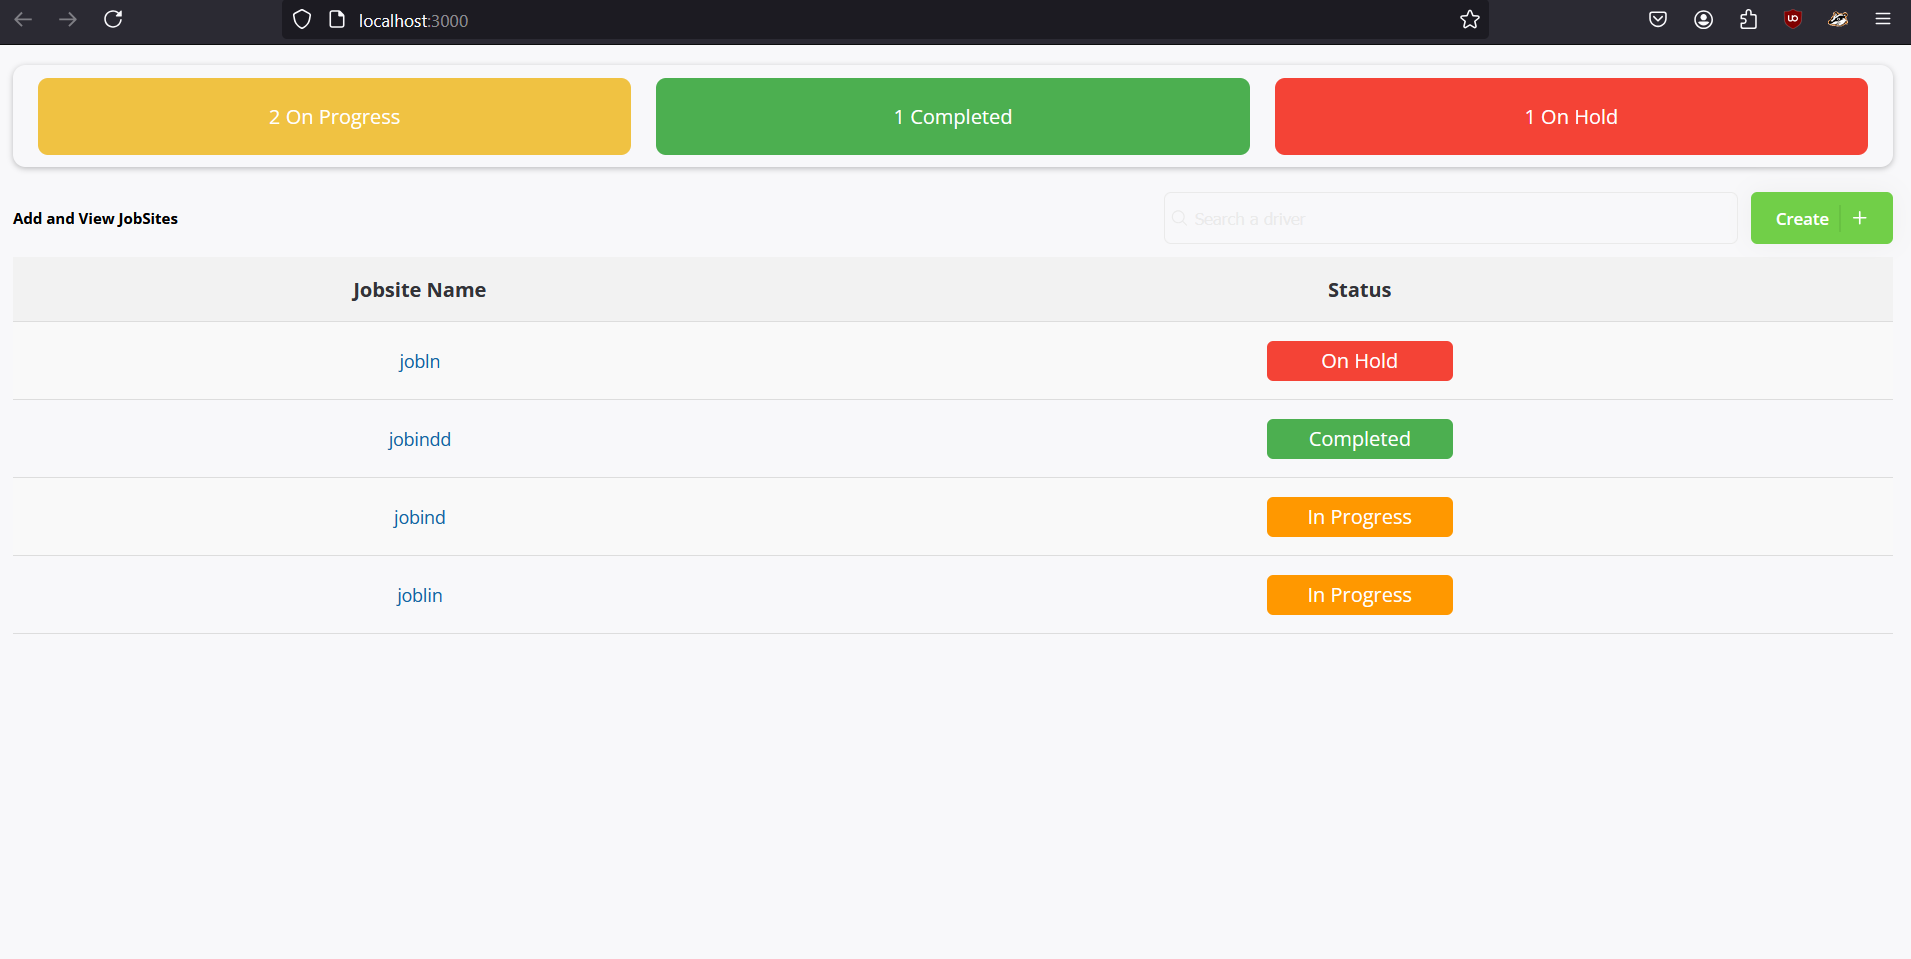 localhost:3000
2 On Progress
1 Completed
1 On Hold
Add and View JobSites
Search a driver
Create +
Jobsite Name Status
jobln On Hold
jobindd Completed
jobind In Progress
joblin In Progress